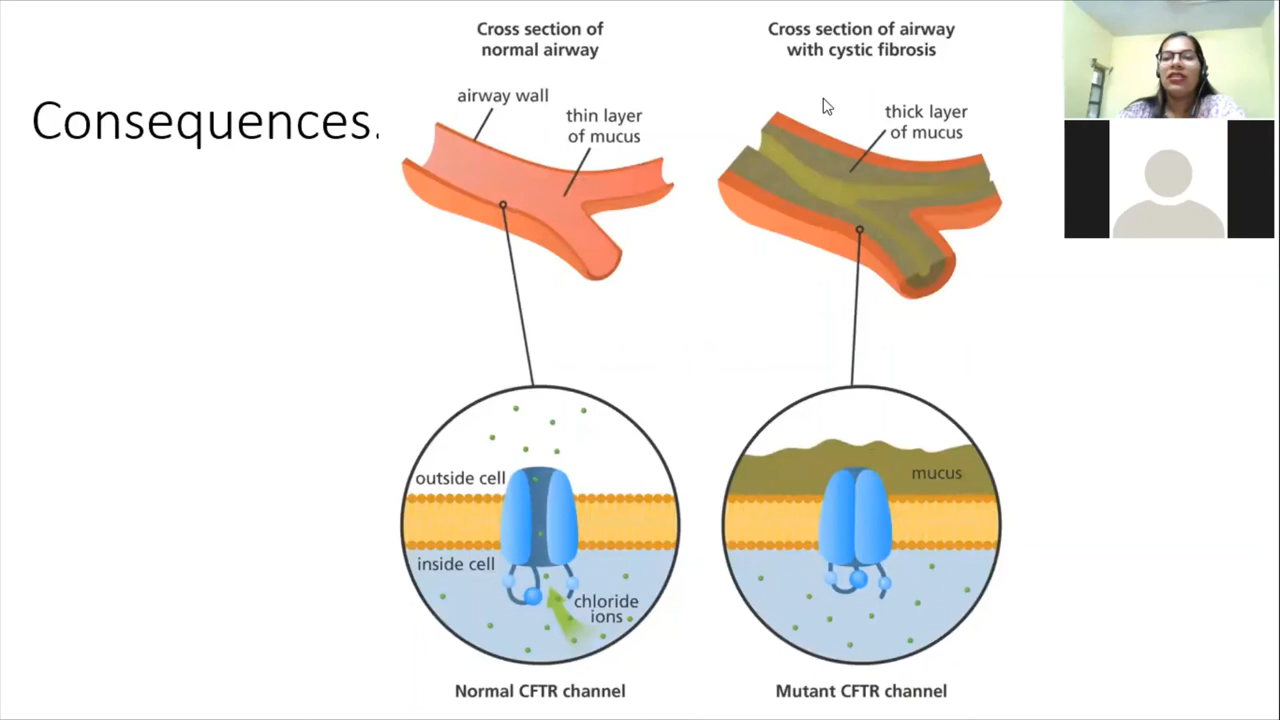 Consequences.
Cross section of
normal airway
airway wall
thin layer
of mucus
outside cell
inside cell
chloride
ions
Normal CFTR channel
Cross section of airway
with cystic fibrosis
thick layer
of mucus
mucus
Mutant CFTR channel